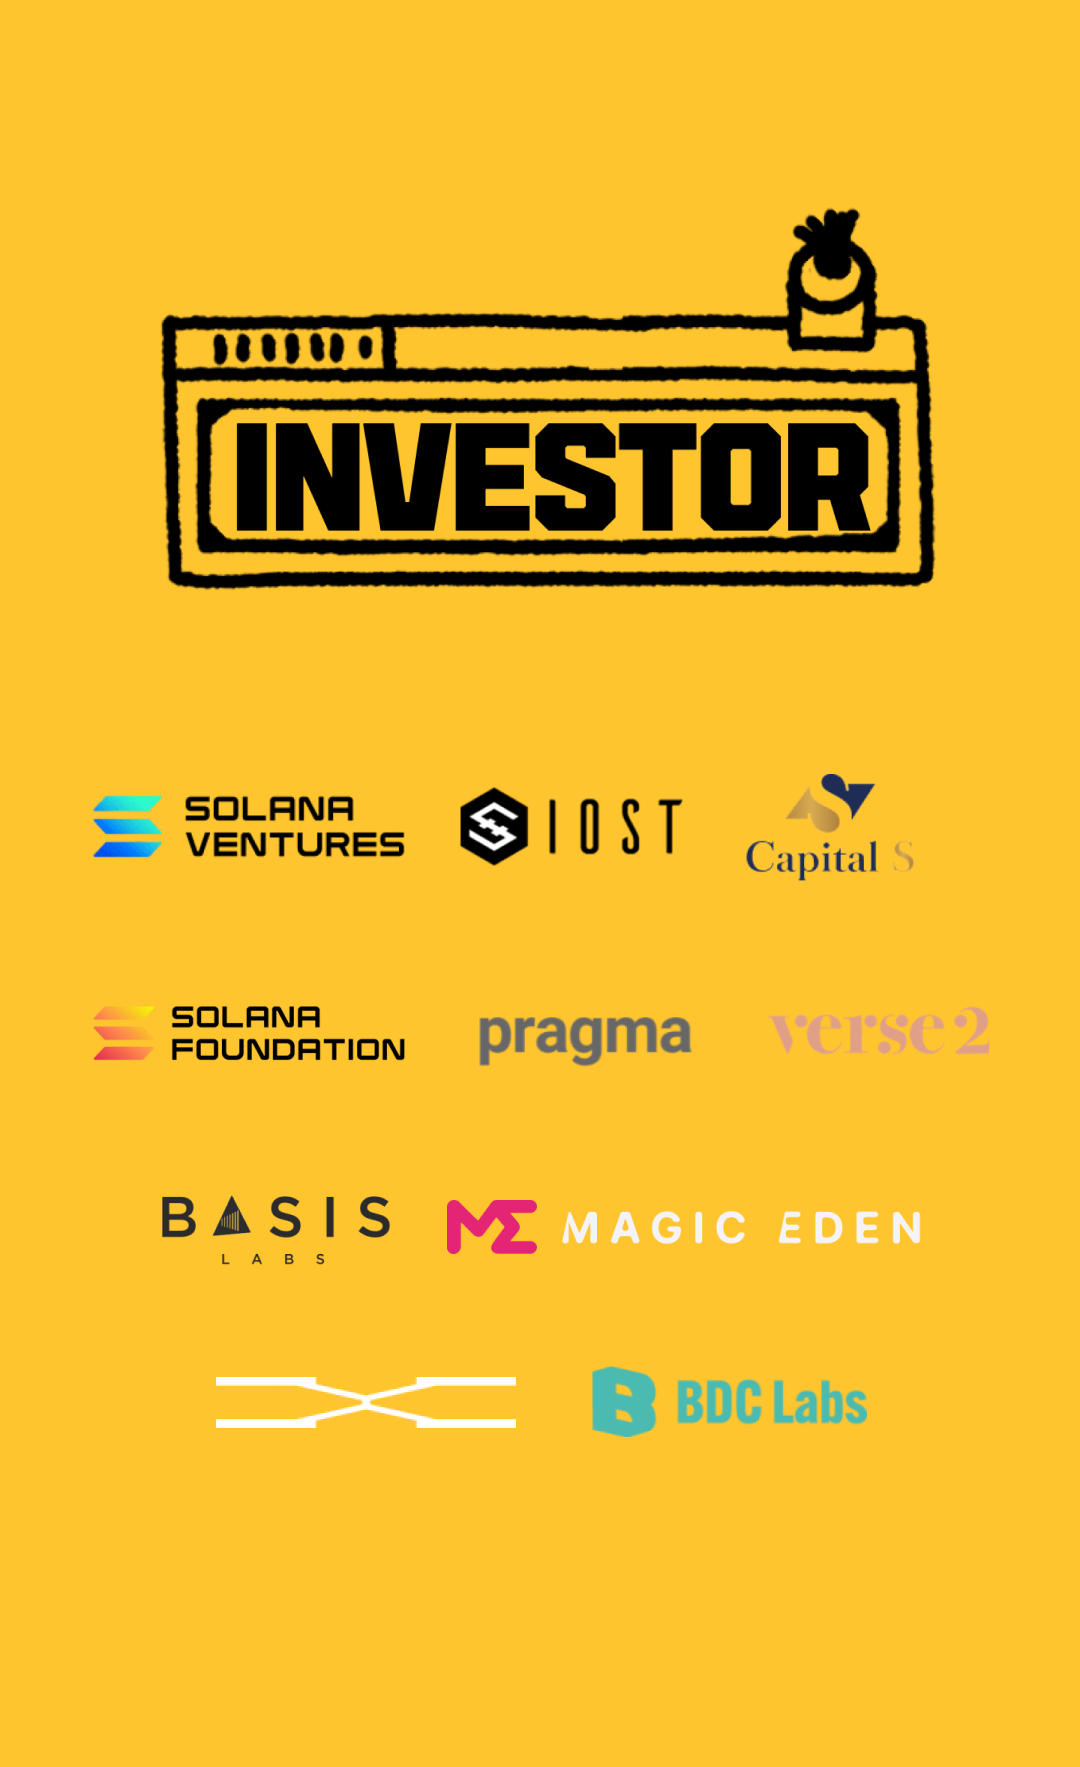 INVESTOR
SOLANA
VENTURES
IOST
Capital S
SOLANA
FOUNDATION
pragma
verse2
BASIS
LABS
MAGIC EDEN
BDC Labs